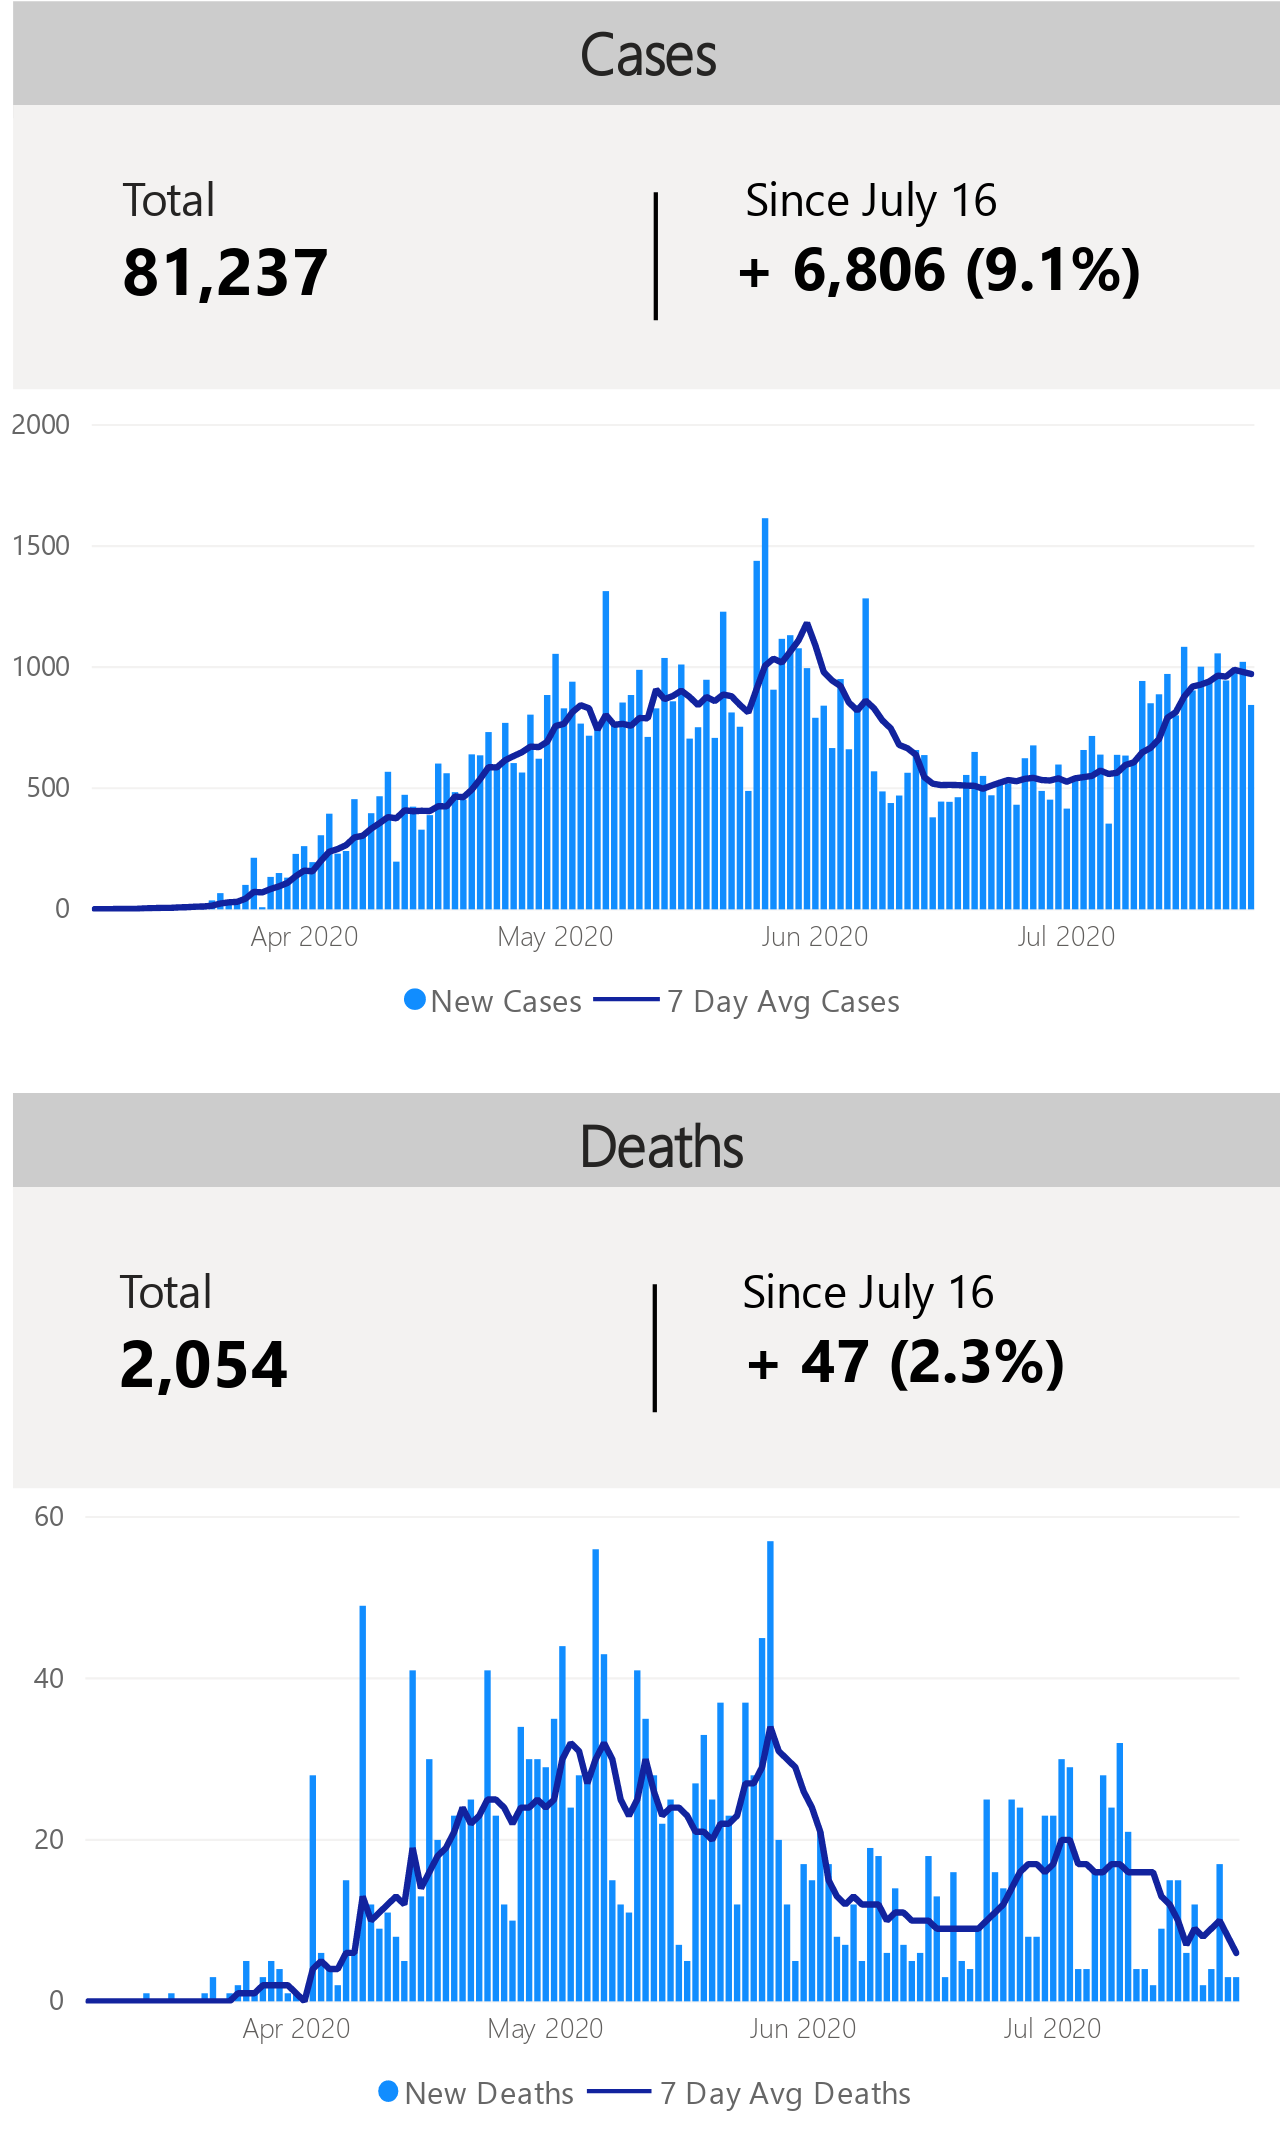 Cases
Total
Since July 16
81,237
+ 6,806 (9.1%)
2000
1500
1000
500
0
Apr 2020
May 2020
Jun 2020
Jul 2020
New Cases
7 Day Avg Cases
Deaths
Total
Since July 16
2,054
+ 47 (2.3%)
60
40
20
0
Apr 2020
May 2020
Jun 2020
Jul 2020
New Deaths
7 Day Avg Deaths